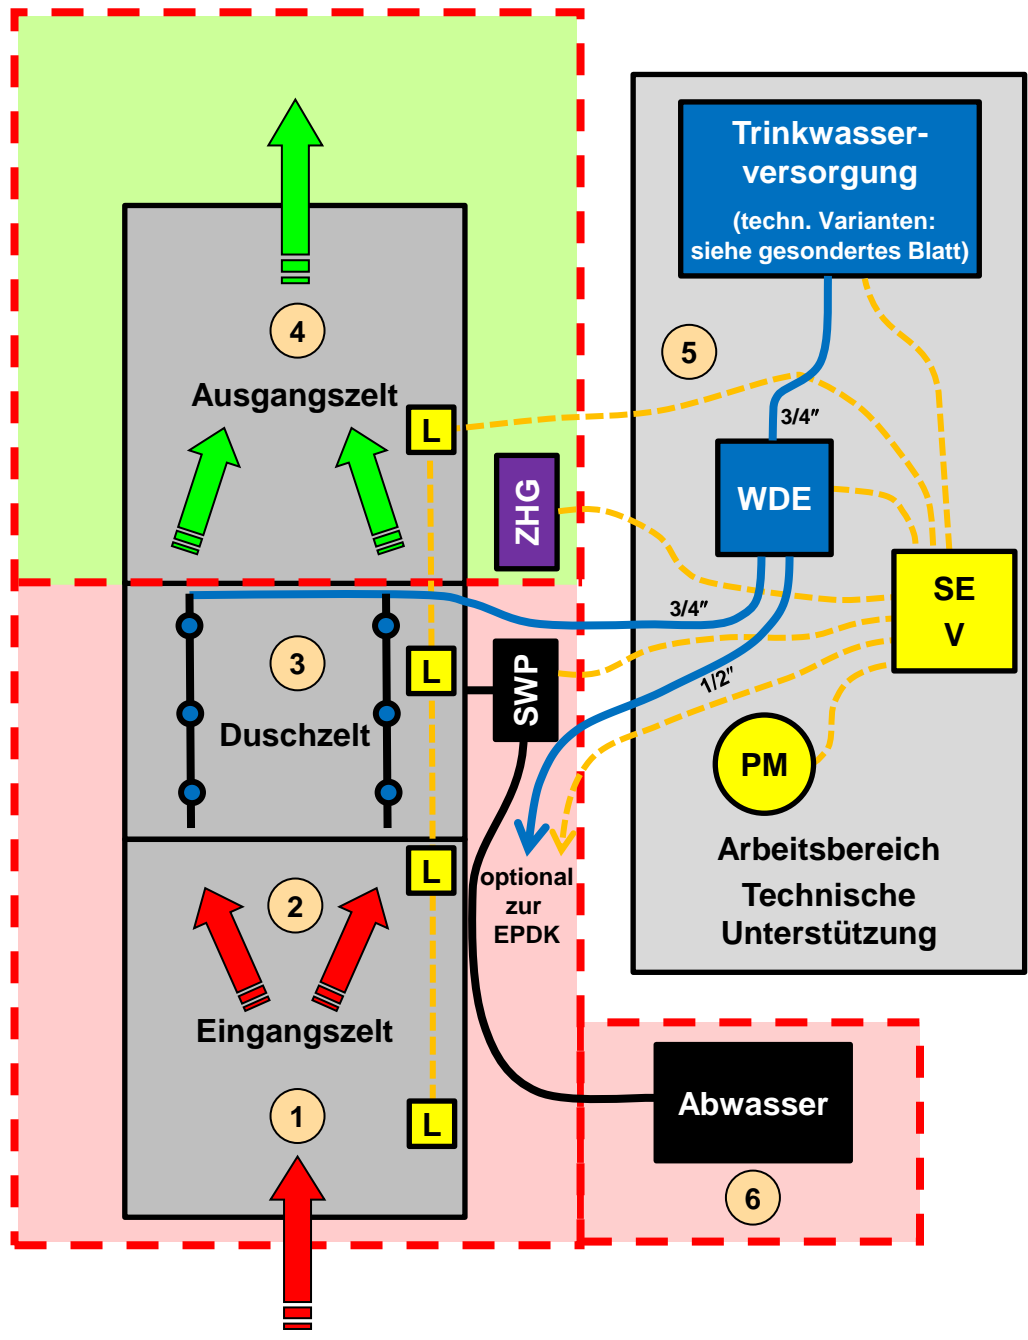 Trinkwasser-
versorgung
(techn. Varianten:
siehe gesondertes Blatt)
4
5
Ausgangszelt
L
3/4"
ZHG
WDE
SE
V
3/4"
3
L
SWP
1/2"
Duschzelt
PM
Arbeitsbereich
Technische
Unterstützung
L
optional
zur
EPDK
2
Eingangszelt
Abwasser
1
L
6